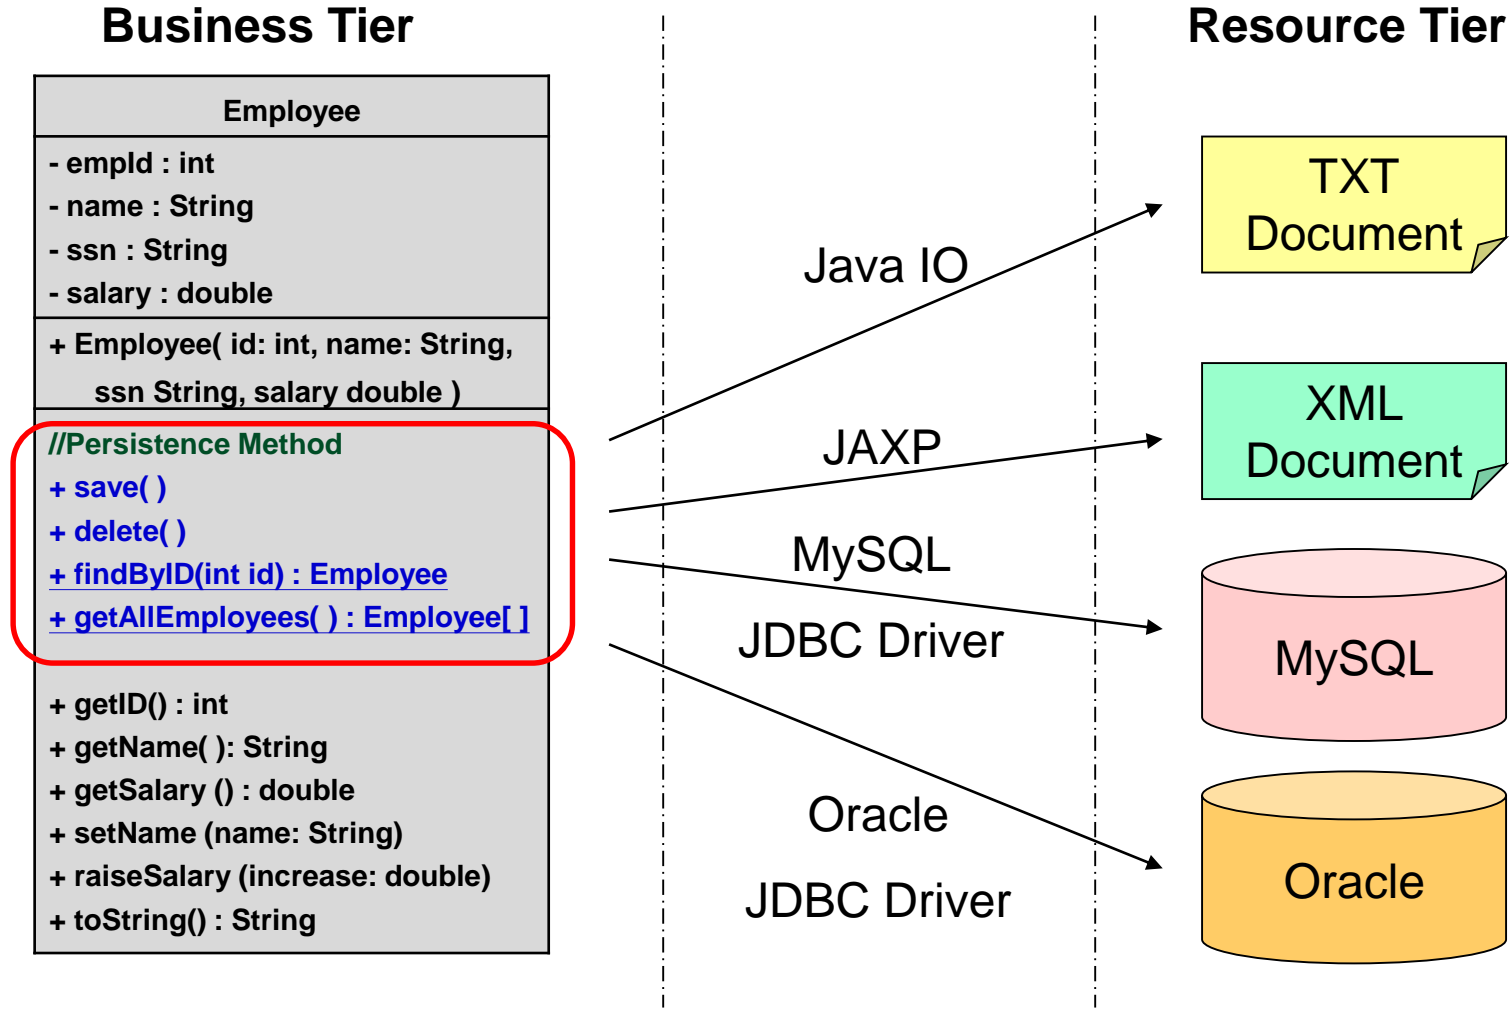 Business Tier
Resource Tier
Employee
- empId : int
- name : String
- ssn : String
- salary : double
+ Employee( id: int, name: String,
ssn String, salary double )
//Persistence Method
+ save( )
+ delete( )
+ findByID(int id) : Employee
+ getAllEmployees( ) : Employee[ ]
+ getID() : int
+ getName( ): String
+ getSalary () : double
+ setName (name: String)
+ raiseSalary (increase: double)
+ toString() : String
Java IO
JAXP
MySQL
JDBC Driver
Oracle
JDBC Driver
TXT
Document
XML
Document
MySQL
Oracle